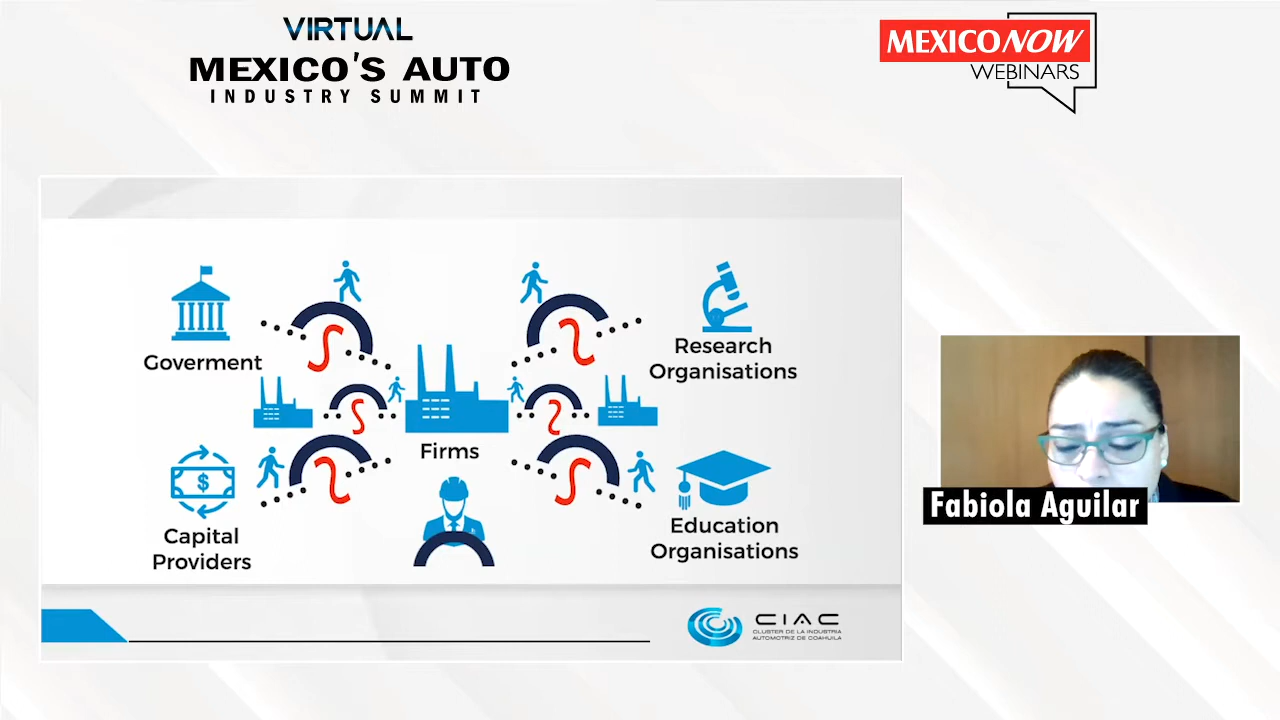 VIRTUAL
MEXICO'S AUTO
INDUSTRY SUMMIT
MEXICONOW
WEBINARS
Goverment
Research
Organisations
Firms
$
Capital
Providers
Education
Organisations
CIAC
CLUSTER DE LA INDUSTRIA
AUTOMOTRIZ DE COAHUILA
Fabiola Aguilar